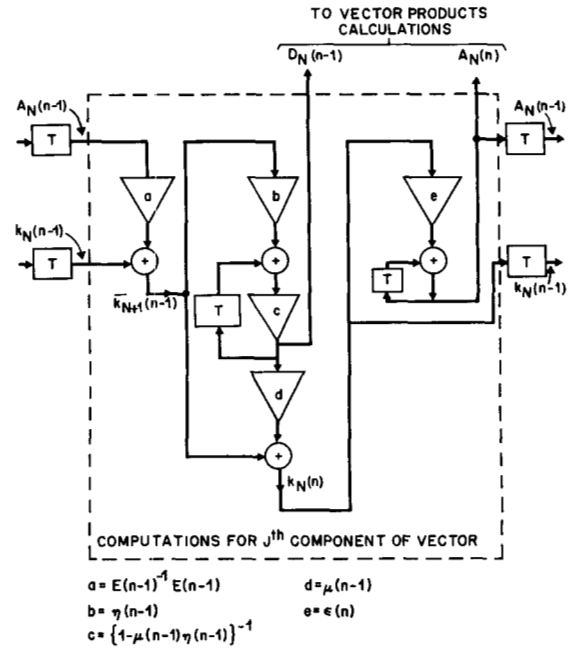 TO VECTOR PRODUCTS
CALCULATIONS
D_N(n-1)
A_N(n)
A_N(n-1)
A_N(n-1)
T
T
a
b
e
k_N(n-1)
T
+
+
+
T
T
k_N(n-1)
k̄_{N+1}(n-1)
T
c
d
+
k_N(n)
COMPUTATIONS FOR J^th COMPONENT OF VECTOR
a = E(n-1)^-1 E(n-1)
d = μ(n-1)
b = η(n-1)
e = ϵ(n)
c = {1-μ(n-1)η(n-1)}^-1